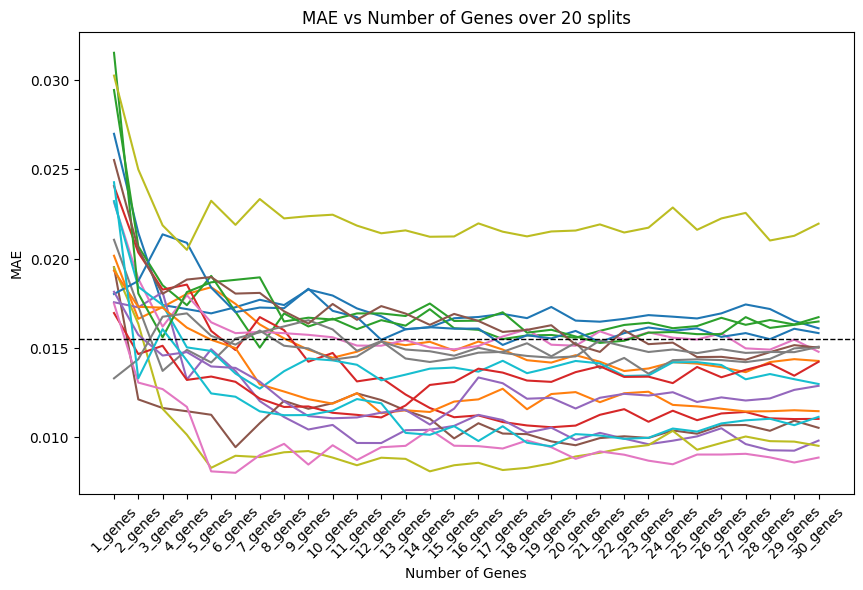 MAE vs Number of Genes over 20 splits
MAE
0.030
0.025
0.020
0.015
0.010
1_genes
2_genes
3_genes
4_genes
5_genes
6_genes
7_genes
8_genes
9_genes
10_genes
11_genes
12_genes
13_genes
14_genes
15_genes
16_genes
17_genes
18_genes
19_genes
20_genes
21_genes
22_genes
23_genes
24_genes
25_genes
26_genes
27_genes
28_genes
29_genes
30_genes
Number of Genes